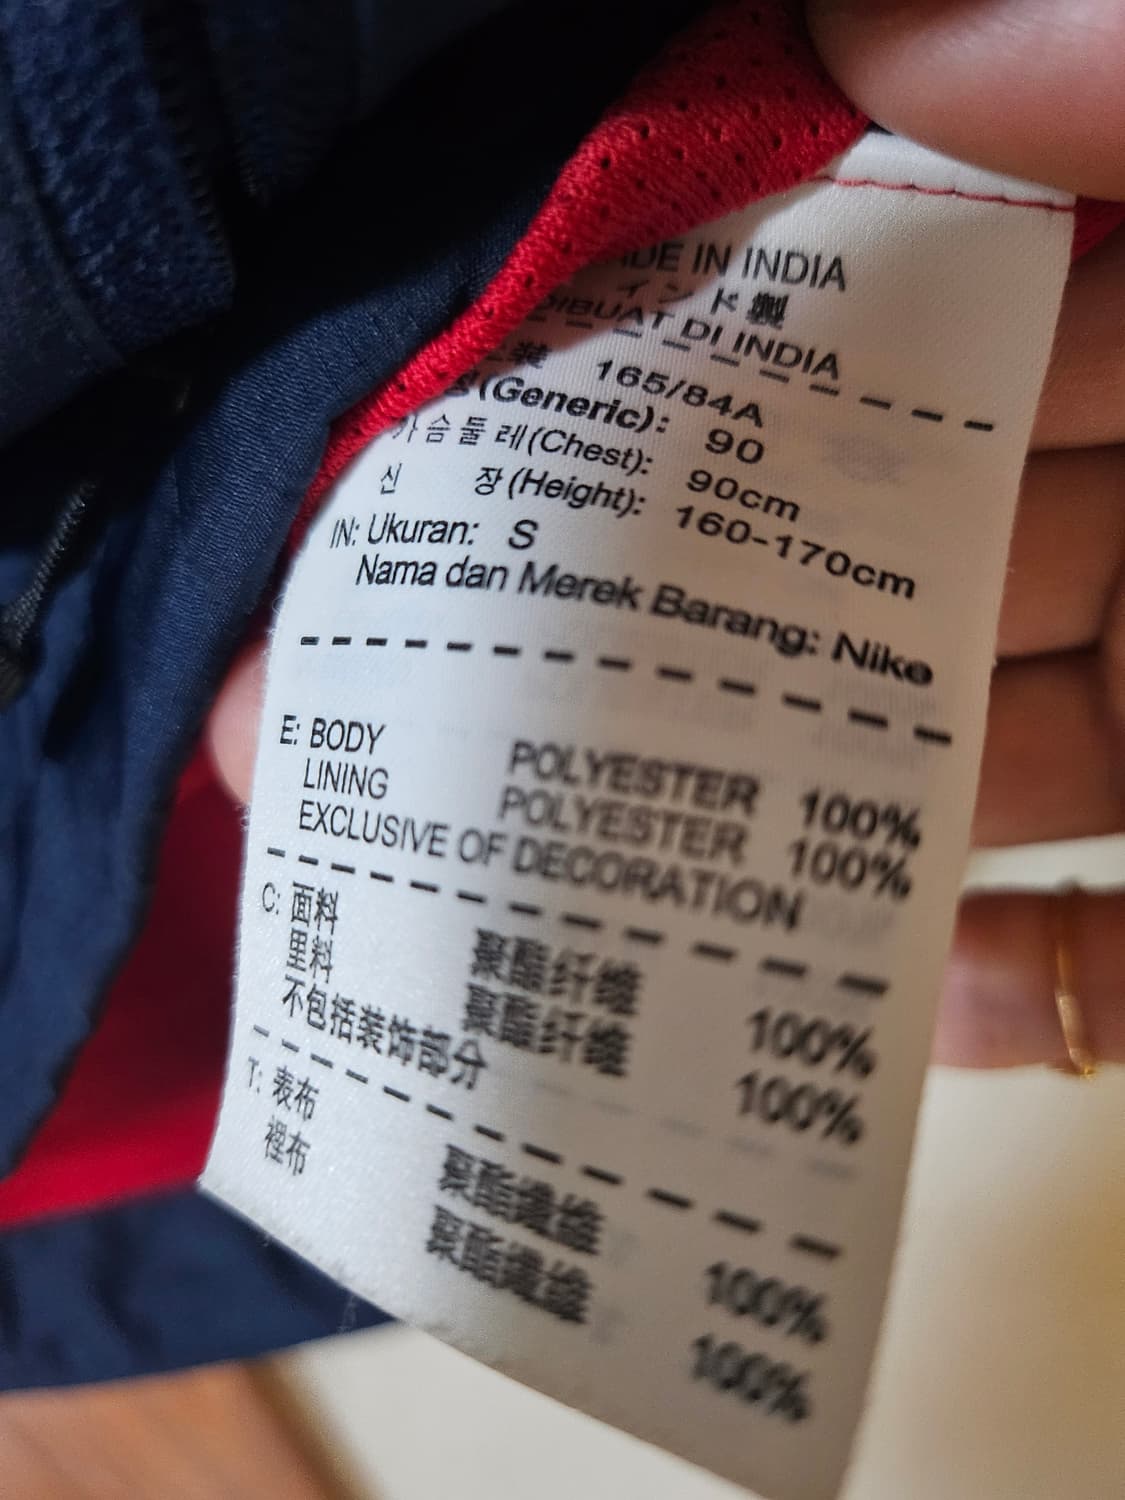 MADE IN INDIA
インド製
DIBUAT DI INDIA
165/84A
(Generic): 90
가슴둘레(Chest): 90cm
신 장(Height): 160-170cm
IN: Ukuran: S
Nama dan Merek Barang: Nike
E: BODY POLYESTER 100%
LINING POLYESTER 100%
EXCLUSIVE OF DECORATION
C: 面料 聚酯纤维 100%
里料 聚酯纤维 100%
不包括装饰部分
T: 表布 聚酯纖維 100%
裡布 聚酯纖維 100%